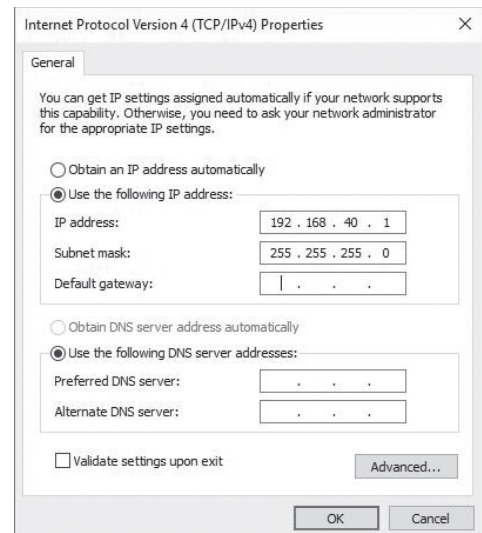 Internet Protocol Version 4 (TCP/IPv4) Properties
General
You can get IP settings assigned automatically if your network supports
this capability. Otherwise, you need to ask your network administrator
for the appropriate IP settings.
Obtain an IP address automatically
Use the following IP address:
IP address: 192 . 168 . 40 . 1
Subnet mask: 255 . 255 . 255 . 0
Default gateway: . . .
Obtain DNS server address automatically
Use the following DNS server addresses:
Preferred DNS server: . . .
Alternate DNS server: . . .
Validate settings upon exit
Advanced...
OK Cancel